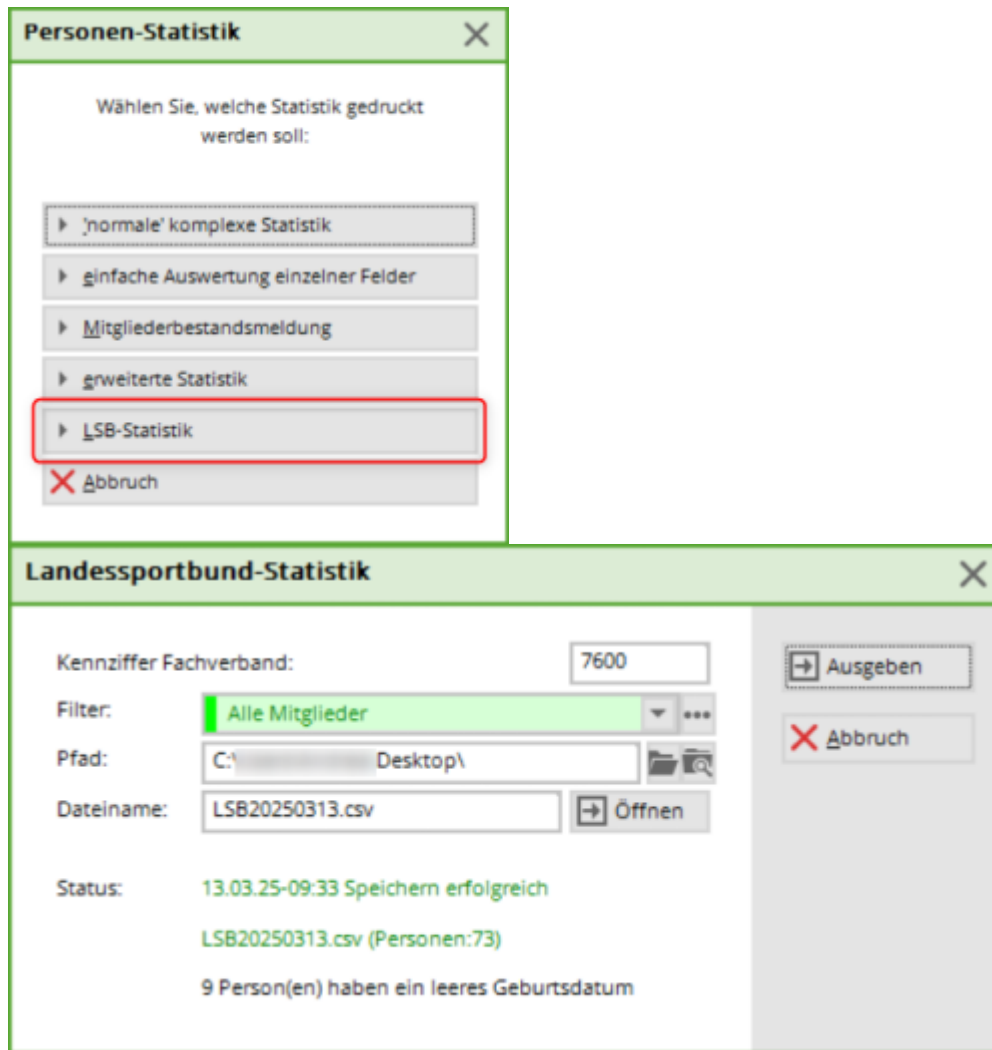 Personen-Statistik
Wählen Sie, welche Statistik gedruckt
werden soll:
'normale' komplexe Statistik
einfache Auswertung einzelner Felder
Mitgliederbestandsmeldung
erweiterte Statistik
LSB-Statistik
Abbruch
Landessportbund-Statistik
Kennziffer Fachverband: 7600
Ausgeben
Filter: Alle Mitglieder
Abbruch
Pfad: C:\ Desktop\
Dateiname: LSB20250313.csv Öffnen
Status: 13.03.25-09:33 Speichern erfolgreich
LSB20250313.csv (Personen:73)
9 Person(en) haben ein leeres Geburtsdatum